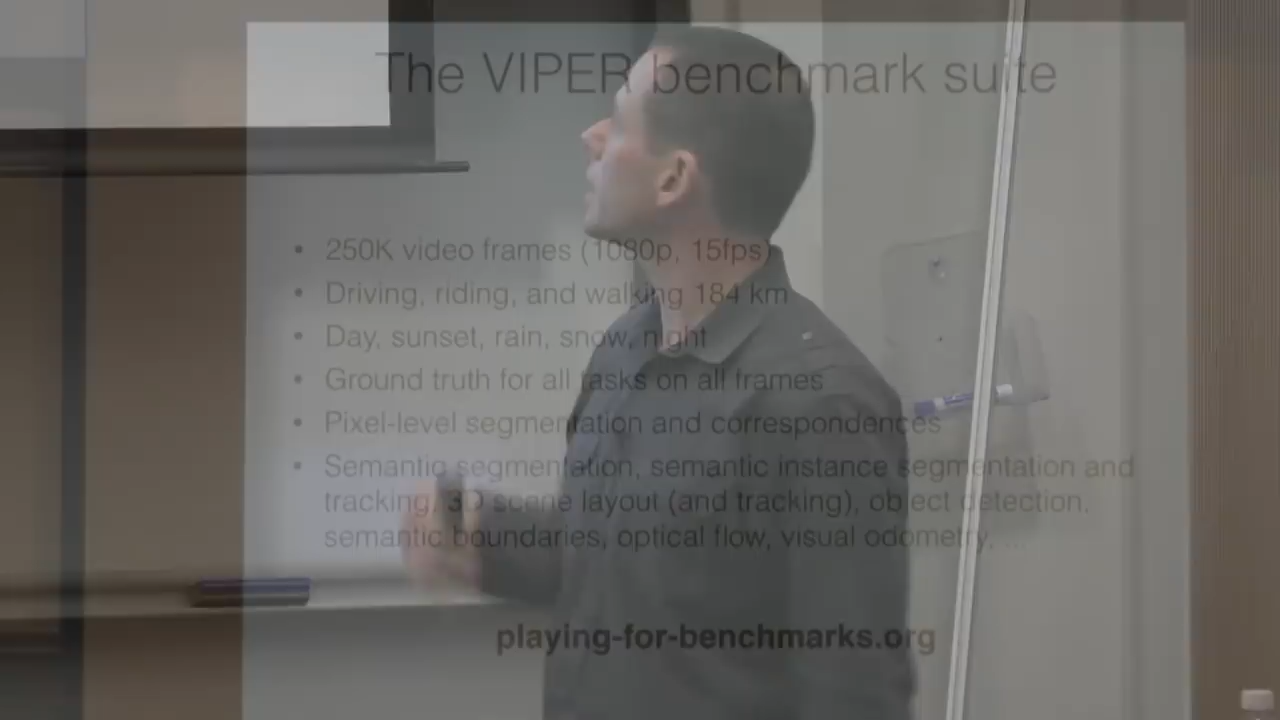 The VIPER benchmark suite
• 250K video frames (1080p, 15fps)
• Driving, riding, and walking 184 km
• Day, sunset, rain, snow, night
• Ground truth for all tasks on all frames
• Pixel-level segmentation and correspondences
• Semantic segmentation, semantic instance segmentation and
tracking, 3D scene layout (and tracking), object detection,
semantic boundaries, optical flow, visual odometry, ...
playing-for-benchmarks.org